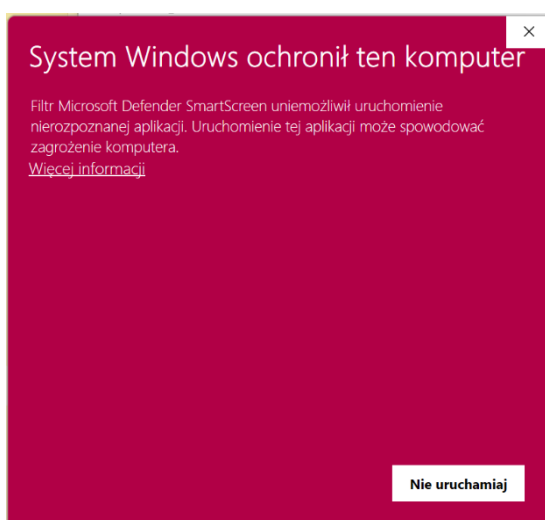 System Windows ochronił ten komputer
Filtr Microsoft Defender SmartScreen uniemożliwił uruchomienie
nierozpoznanej aplikacji. Uruchomienie tej aplikacji może spowodować
zagrożenie komputera.
Więcej informacji
Nie uruchamiaj